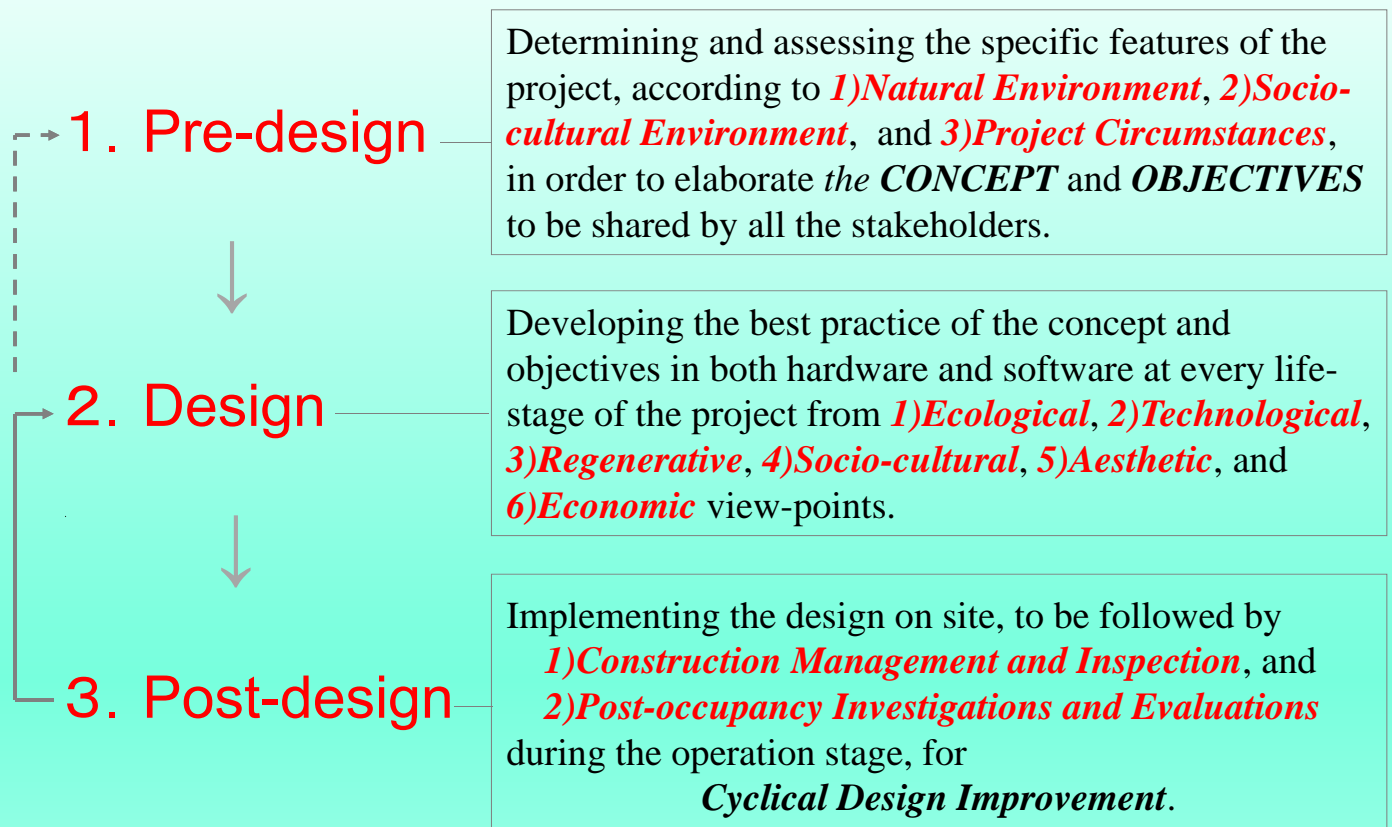 Determining and assessing the specific features of the
project, according to 1)Natural Environment, 2)Socio-
cultural Environment, and 3)Project Circumstances,
in order to elaborate the CONCEPT and OBJECTIVES
to be shared by all the stakeholders.
1. Pre-design
Developing the best practice of the concept and
objectives in both hardware and software at every life-
stage of the project from 1)Ecological, 2)Technological,
3)Regenerative, 4)Socio-cultural, 5)Aesthetic, and
6)Economic view-points.
2. Design
Implementing the design on site, to be followed by
1)Construction Management and Inspection, and
2)Post-occupancy Investigations and Evaluations
during the operation stage, for
Cyclical Design Improvement.
3. Post-design